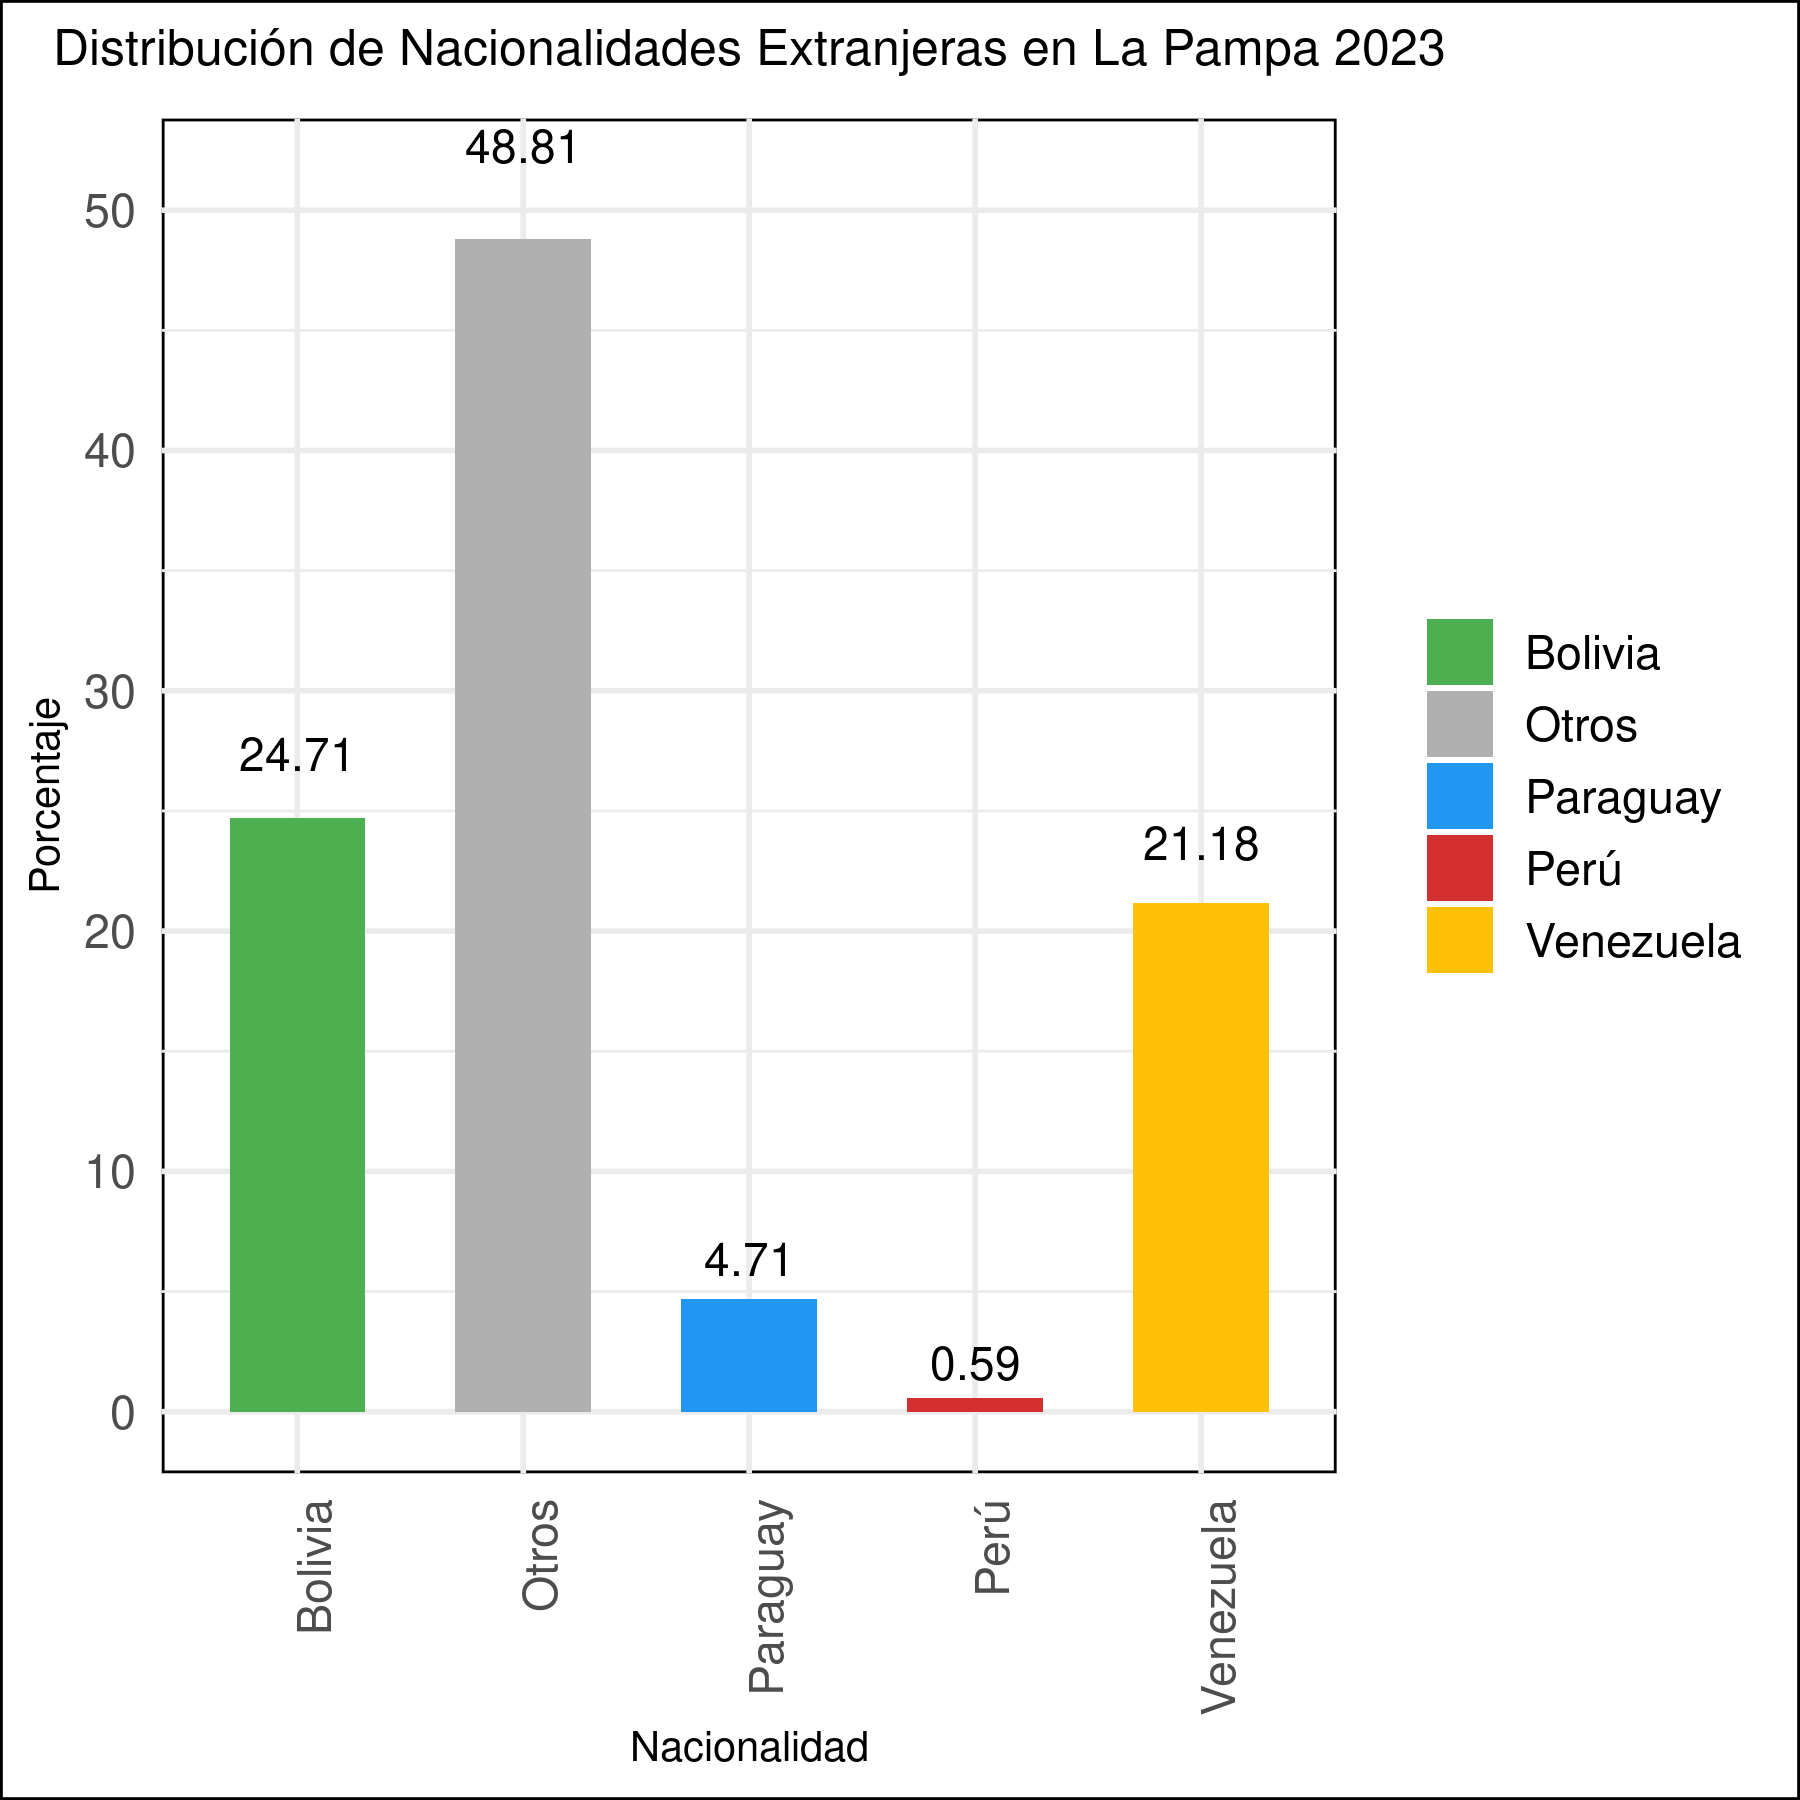 Distribución de Nacionalidades Extranjeras en La Pampa 2023
Porcentaje
50
40
30
20
10
0
48.81
24.71
21.18
4.71
0.59
Bolivia
Otros
Paraguay
Perú
Venezuela
Nacionalidad
Bolivia
Otros
Paraguay
Perú
Venezuela